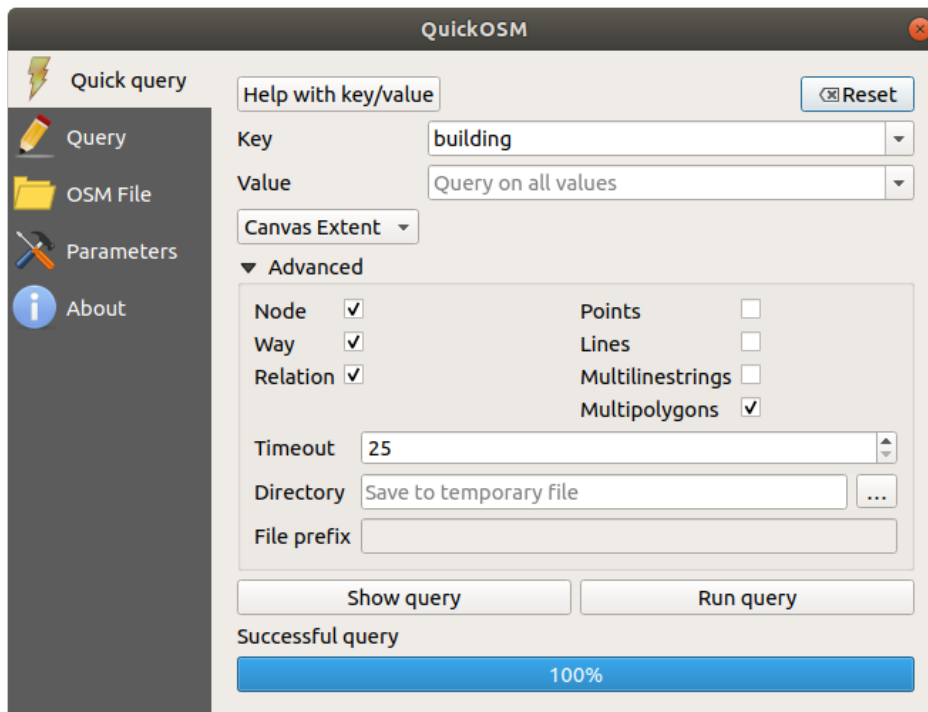 QuickOSM
Quick query
Query
OSM File
Parameters
About
Help with key/value
Reset
Key building
Value Query on all values
Canvas Extent
Advanced
Node Points
Way Lines
Relation Multilinestrings
Multipolygons
Timeout 25
Directory Save to temporary file ...
File prefix
Show query Run query
Successful query
100%